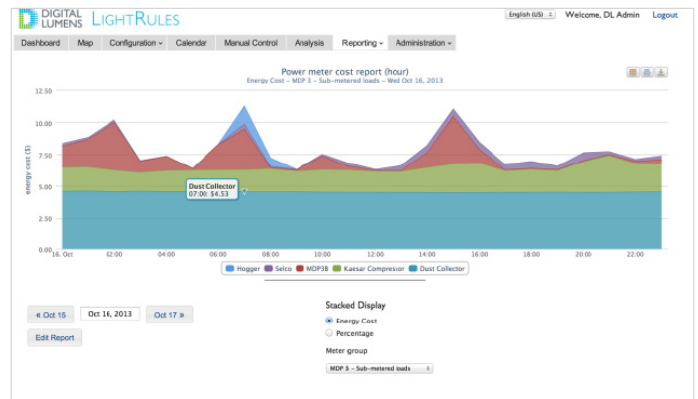 DIGITAL LUMENS LIGHTRULES
English (US) Welcome, DL Admin Logout
Dashboard Map Configuration Calendar Manual Control Analysis Reporting Administration
Power meter cost report (hour)
Energy Cost - MDP 3 - Sub-metered loads - Wed Oct 16, 2013
energy cost ($)
12.50
10.00
7.50
5.00
2.50
0.00
Dust Collector
07:00: $4.53
16. Oct 02:00 04:00 06:00 08:00 10:00 12:00 14:00 16:00 18:00 20:00 22:00
Hogger Selco MDP3B Kaesar Compresior Dust Collector
« Oct 15 Oct 16, 2013 Oct 17 »
Edit Report
Stacked Display
Energy Cost
Percentage
Meter group
MDP 3 - Sub-metered loads